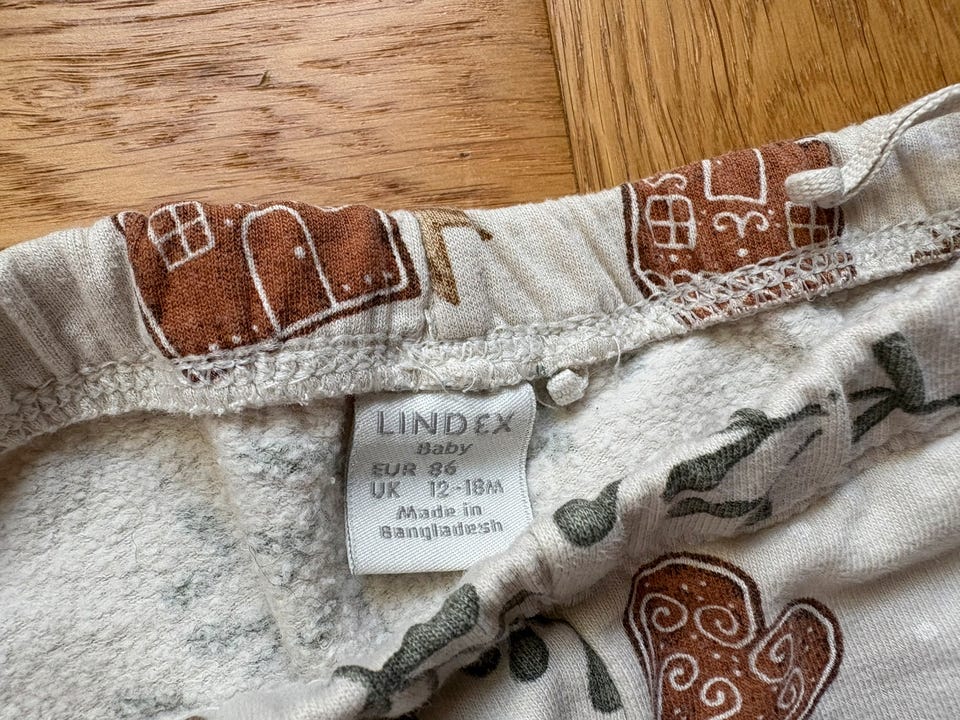 LINDEX
Baby
EUR 86
UK 12-18M
Made in
Bangladesh